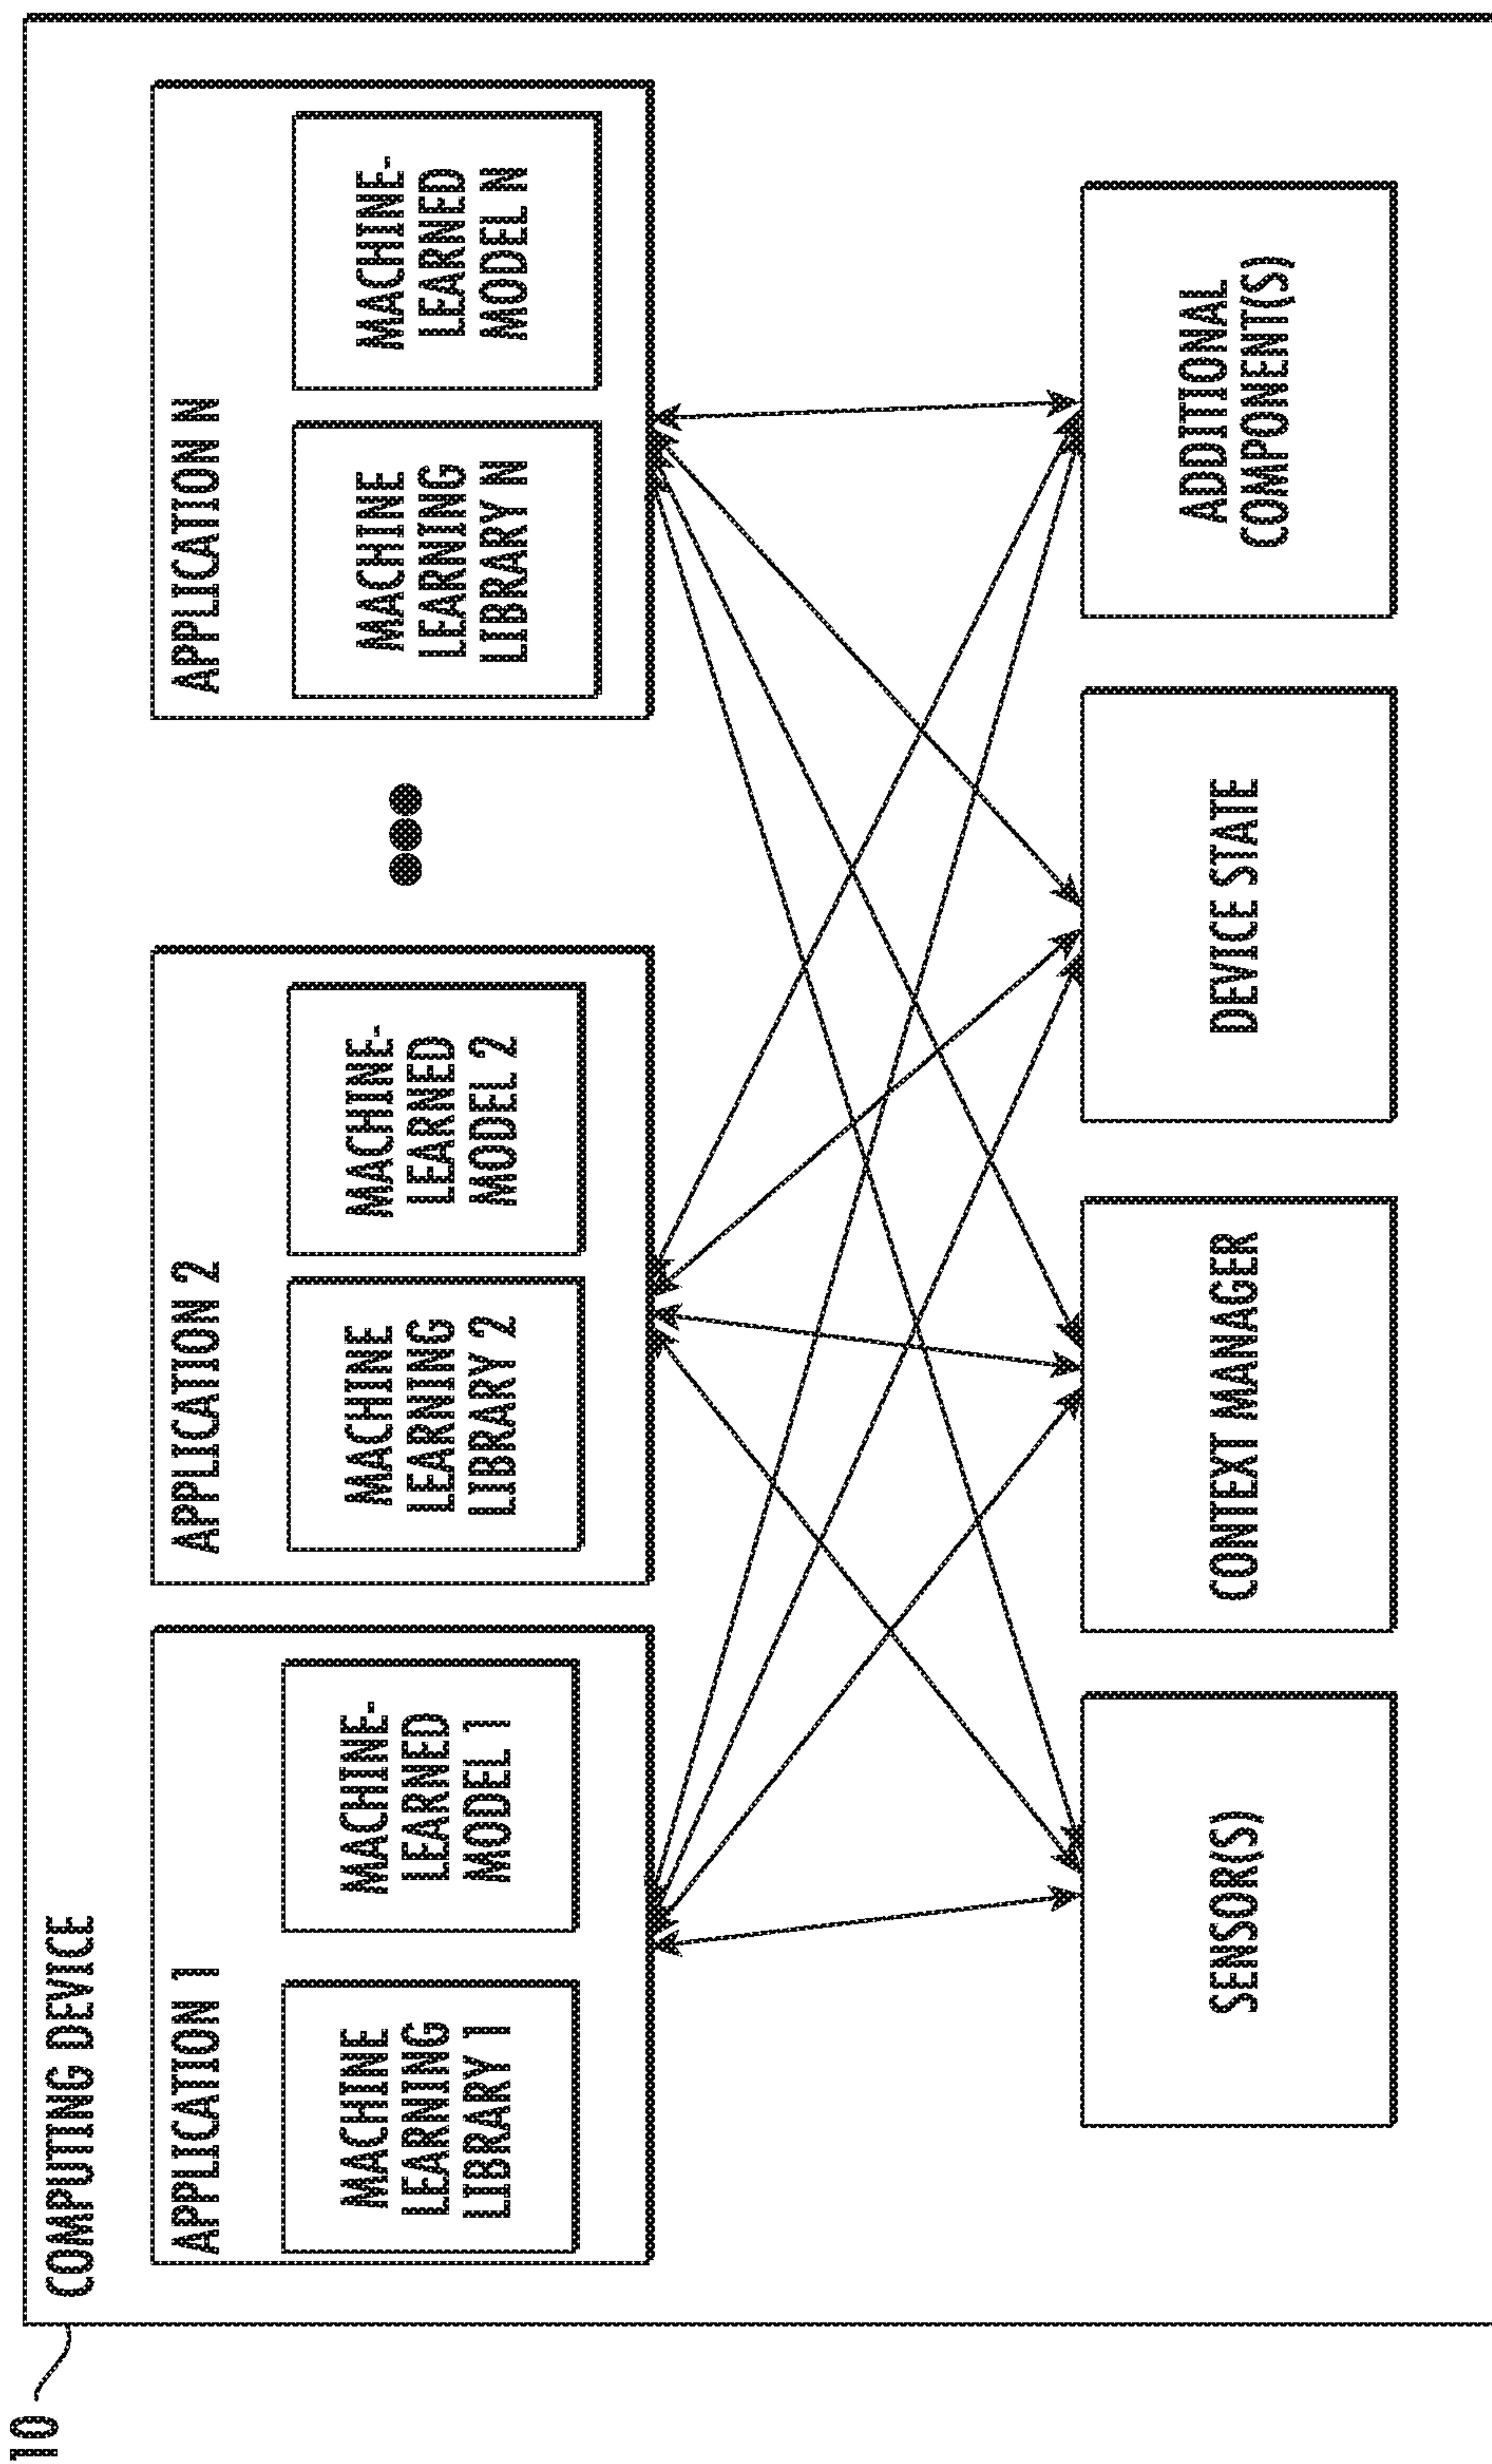 10
COMPUTING DEVICE
APPLICATION 1
MACHINE
LEARNING
LIBRARY 1
MACHINE-
LEARNED
MODEL 1
APPLICATION 2
MACHINE
LEARNING
LIBRARY 2
MACHINE-
LEARNED
MODEL 2
APPLICATION N
MACHINE
LEARNING
LIBRARY N
MACHINE-
LEARNED
MODEL N
SENSOR(S)
CONTEXT MANAGER
DEVICE STATE
ADDITIONAL
COMPONENT(S)